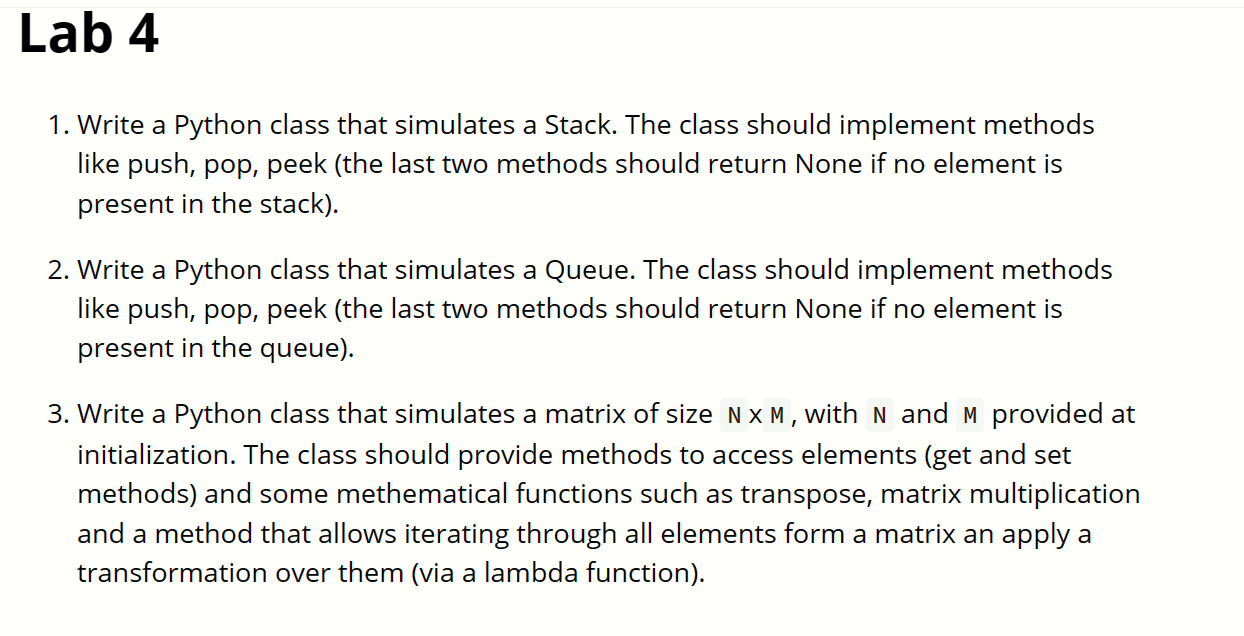 Lab 4
1. Write a Python class that simulates a Stack. The class should implement methods
like push, pop, peek (the last two methods should return None if no element is
present in the stack).
2. Write a Python class that simulates a Queue. The class should implement methods
like push, pop, peek (the last two methods should return None if no element is
present in the queue).
3. Write a Python class that simulates a matrix of size N x M , with N and M provided at
initialization. The class should provide methods to access elements (get and set
methods) and some methematical functions such as transpose, matrix multiplication
and a method that allows iterating through all elements form a matrix an apply a
transformation over them (via a lambda function).